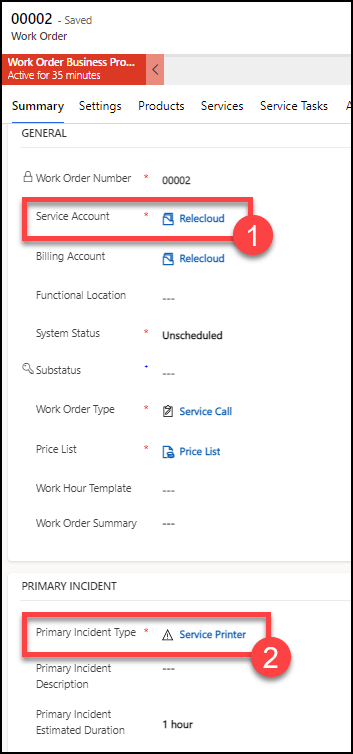 00002 - Saved
Work Order
Work Order Business Pro...
Active for 35 minutes
Summary Settings Products Services Service Tasks A
GENERAL
Work Order Number * 00002
Service Account * Relecloud
1
Billing Account Relecloud
Functional Location ---
System Status * Unscheduled
Substatus + ---
Work Order Type * Service Call
Price List * Price List
Work Hour Template ---
Work Order Summary ---
PRIMARY INCIDENT
Primary Incident Type * Service Printer
2
Primary Incident ---
Description
Primary Incident
Estimated Duration 1 hour